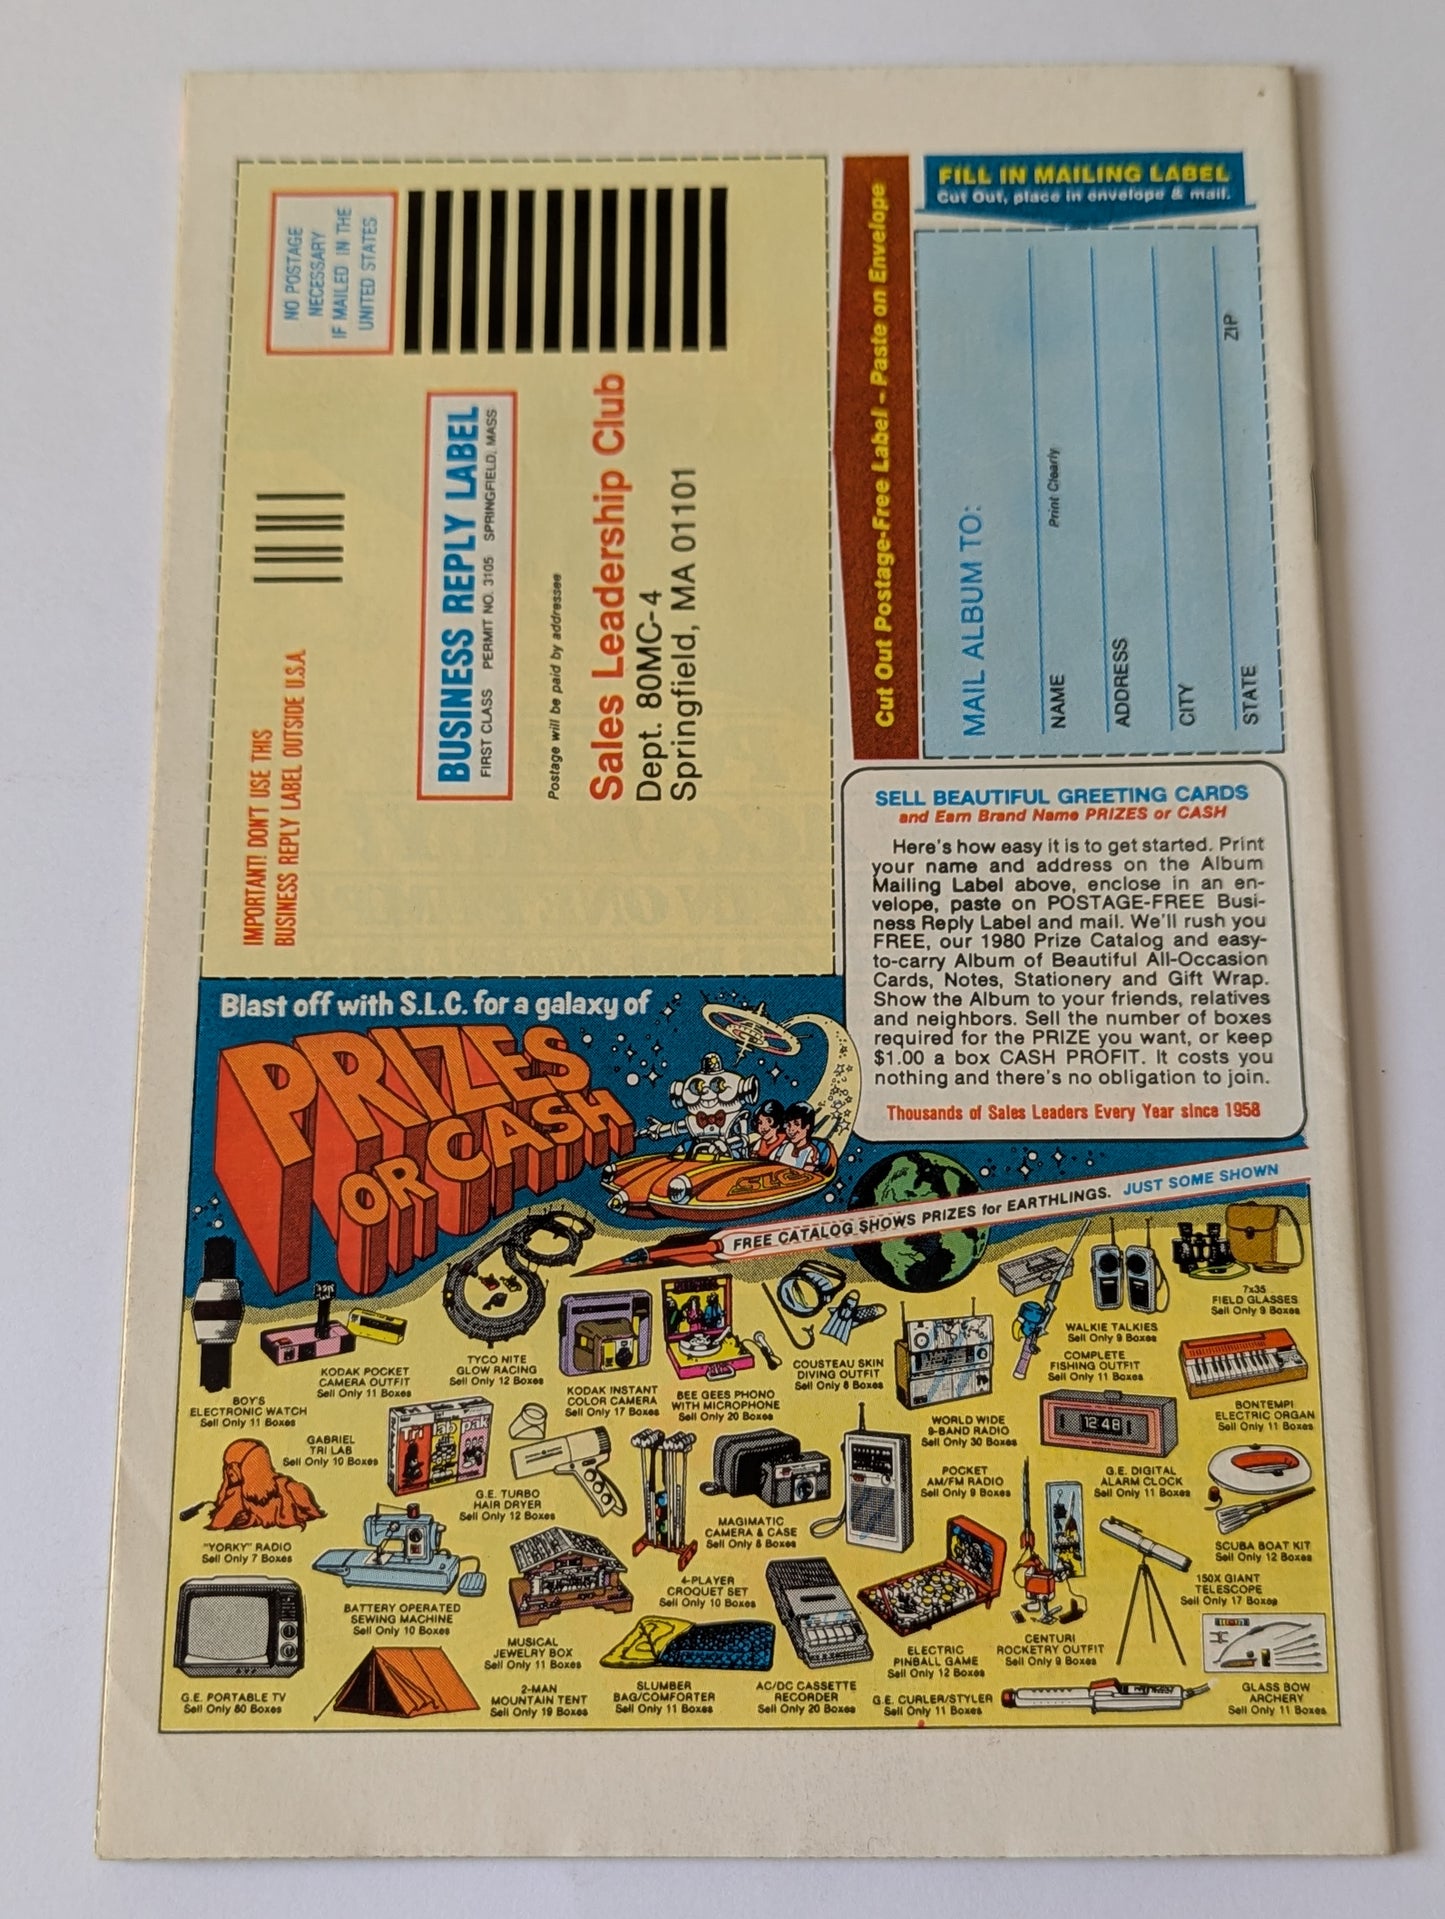 NO POSTAGE
NECESSARY
IF MAILED IN THE
UNITED STATES
IMPORTANT! DON'T USE THIS
BUSINESS REPLY LABEL OUTSIDE U.S.A.
BUSINESS REPLY LABEL
FIRST CLASS PERMIT NO. 3105 SPRINGFIELD, MASS
Postage will be paid by addressee
Sales Leadership Club
Dept. 80MC-4
Springfield, MA 01101
Cut Out Postage-Free Label - Paste on Envelope
FILL IN MAILING LABEL
Cut Out, place in envelope & mail.
MAIL ALBUM TO:
NAME
Print Clearly
ADDRESS
CITY
STATE
ZIP
SELL BEAUTIFUL GREETING CARDS
and Earn Brand Name PRIZES or CASH
Here's how easy it is to get started. Print
your name and address on the Album
Mailing Label above, enclose in an en-
velope, paste on POSTAGE-FREE Busi-
ness Reply Label and mail. We'll rush you
FREE, our 1980 Prize Catalog and easy-
to-carry Album of Beautiful All-Occasion
Cards, Notes, Stationery and Gift Wrap.
Show the Album to your friends, relatives
and neighbors. Sell the number of boxes
required for the PRIZE you want, or keep
$1.00 a box CASH PROFIT. It costs you
nothing and there's no obligation to join.
Thousands of Sales Leaders Every Year since 1958
Blast off with S.L.C. for a galaxy of
PRIZES
OR CASH
SLC
FREE CATALOG SHOWS PRIZES for EARTHLINGS. JUST SOME SHOWN
BOY'S
ELECTRONIC WATCH
Sell Only 11 Boxes
KODAK POCKET
CAMERA OUTFIT
Sell Only 11 Boxes
TYCO NITE
GLOW RACING
Sell Only 12 Boxes
KODAK INSTANT
COLOR CAMERA
Sell Only 17 Boxes
BEE GEES PHONO
WITH MICROPHONE
Sell Only 20 Boxes
COUSTEAU SKIN
DIVING OUTFIT
Sell Only 8 Boxes
WORLD WIDE
9-BAND RADIO
Sell Only 30 Boxes
WALKIE TALKIES
Sell Only 9 Boxes
COMPLETE
FISHING OUTFIT
Sell Only 11 Boxes
7x35
FIELD GLASSES
Sell Only 9 Boxes
BONTEMPI
ELECTRIC ORGAN
Sell Only 11 Boxes
GABRIEL
TRI LAB
Sell Only 10 Boxes
Tri lab pak
G.E. TURBO
HAIR DRYER
Sell Only 12 Boxes
MAGIMATIC
CAMERA & CASE
Sell Only 8 Boxes
POCKET
AM/FM RADIO
Sell Only 9 Boxes
12:48
G.E. DIGITAL
ALARM CLOCK
Sell Only 11 Boxes
SCUBA BOAT KIT
Sell Only 12 Boxes
"YORKY" RADIO
Sell Only 7 Boxes
BATTERY OPERATED
SEWING MACHINE
Sell Only 10 Boxes
MUSICAL
JEWELRY BOX
Sell Only 11 Boxes
4-PLAYER
CROQUET SET
Sell Only 10 Boxes
ELECTRIC
PINBALL GAME
Sell Only 12 Boxes
CENTURI
ROCKETRY OUTFIT
Sell Only 9 Boxes
150X GIANT
TELESCOPE
Sell Only 17 Boxes
G.E. PORTABLE TV
Sell Only 80 Boxes
2-MAN
MOUNTAIN TENT
Sell Only 19 Boxes
SLUMBER
BAG/COMFORTER
Sell Only 11 Boxes
AC/DC CASSETTE
RECORDER
Sell Only 20 Boxes
G.E. CURLER/STYLER
Sell Only 11 Boxes
GLASS BOW
ARCHERY
Sell Only 11 Boxes